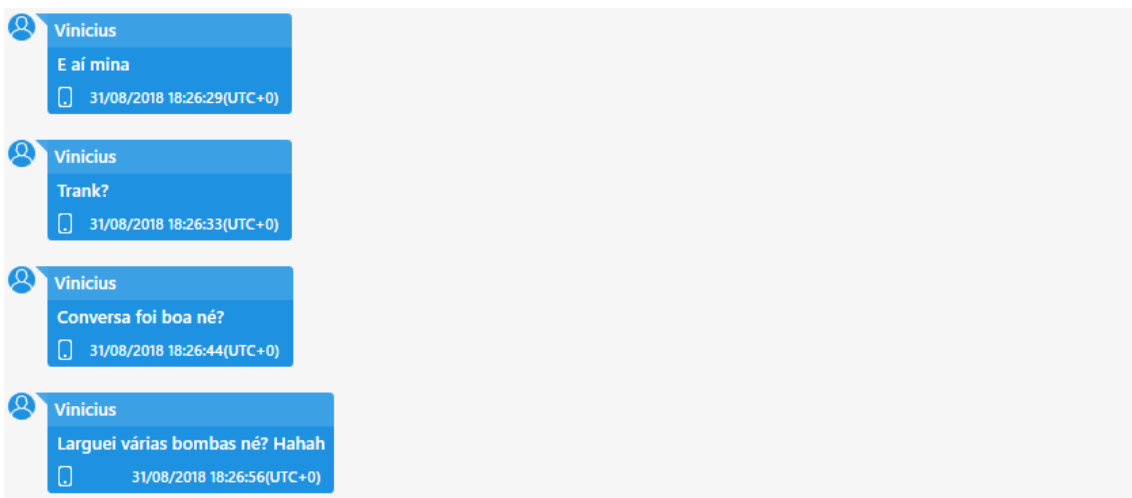 Vinicius
E aí mina
31/08/2018 18:26:29(UTC+0)
Vinicius
Trank?
31/08/2018 18:26:33(UTC+0)
Vinicius
Conversa foi boa né?
31/08/2018 18:26:44(UTC+0)
Vinicius
Larguei várias bombas né? Hahah
31/08/2018 18:26:56(UTC+0)